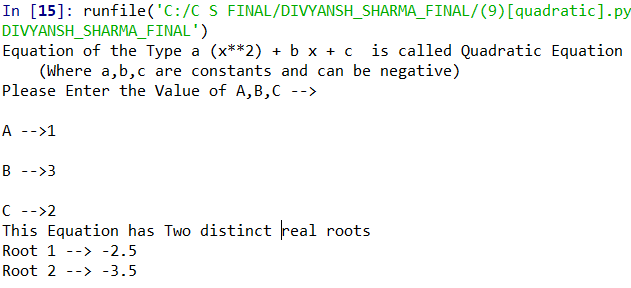 In [15]: runfile('C:/C S FINAL/DIVYANSH_SHARMA_FINAL/(9)[quadratic].py
DIVYANSH_SHARMA_FINAL')
Equation of the Type a (x**2) + b x + c  is called Quadratic Equation
    (Where a,b,c are constants and can be negative)
Please Enter the Value of A,B,C -->
A -->1
B -->3
C -->2
This Equation has Two distinct real roots
Root 1 --> -2.5
Root 2 --> -3.5